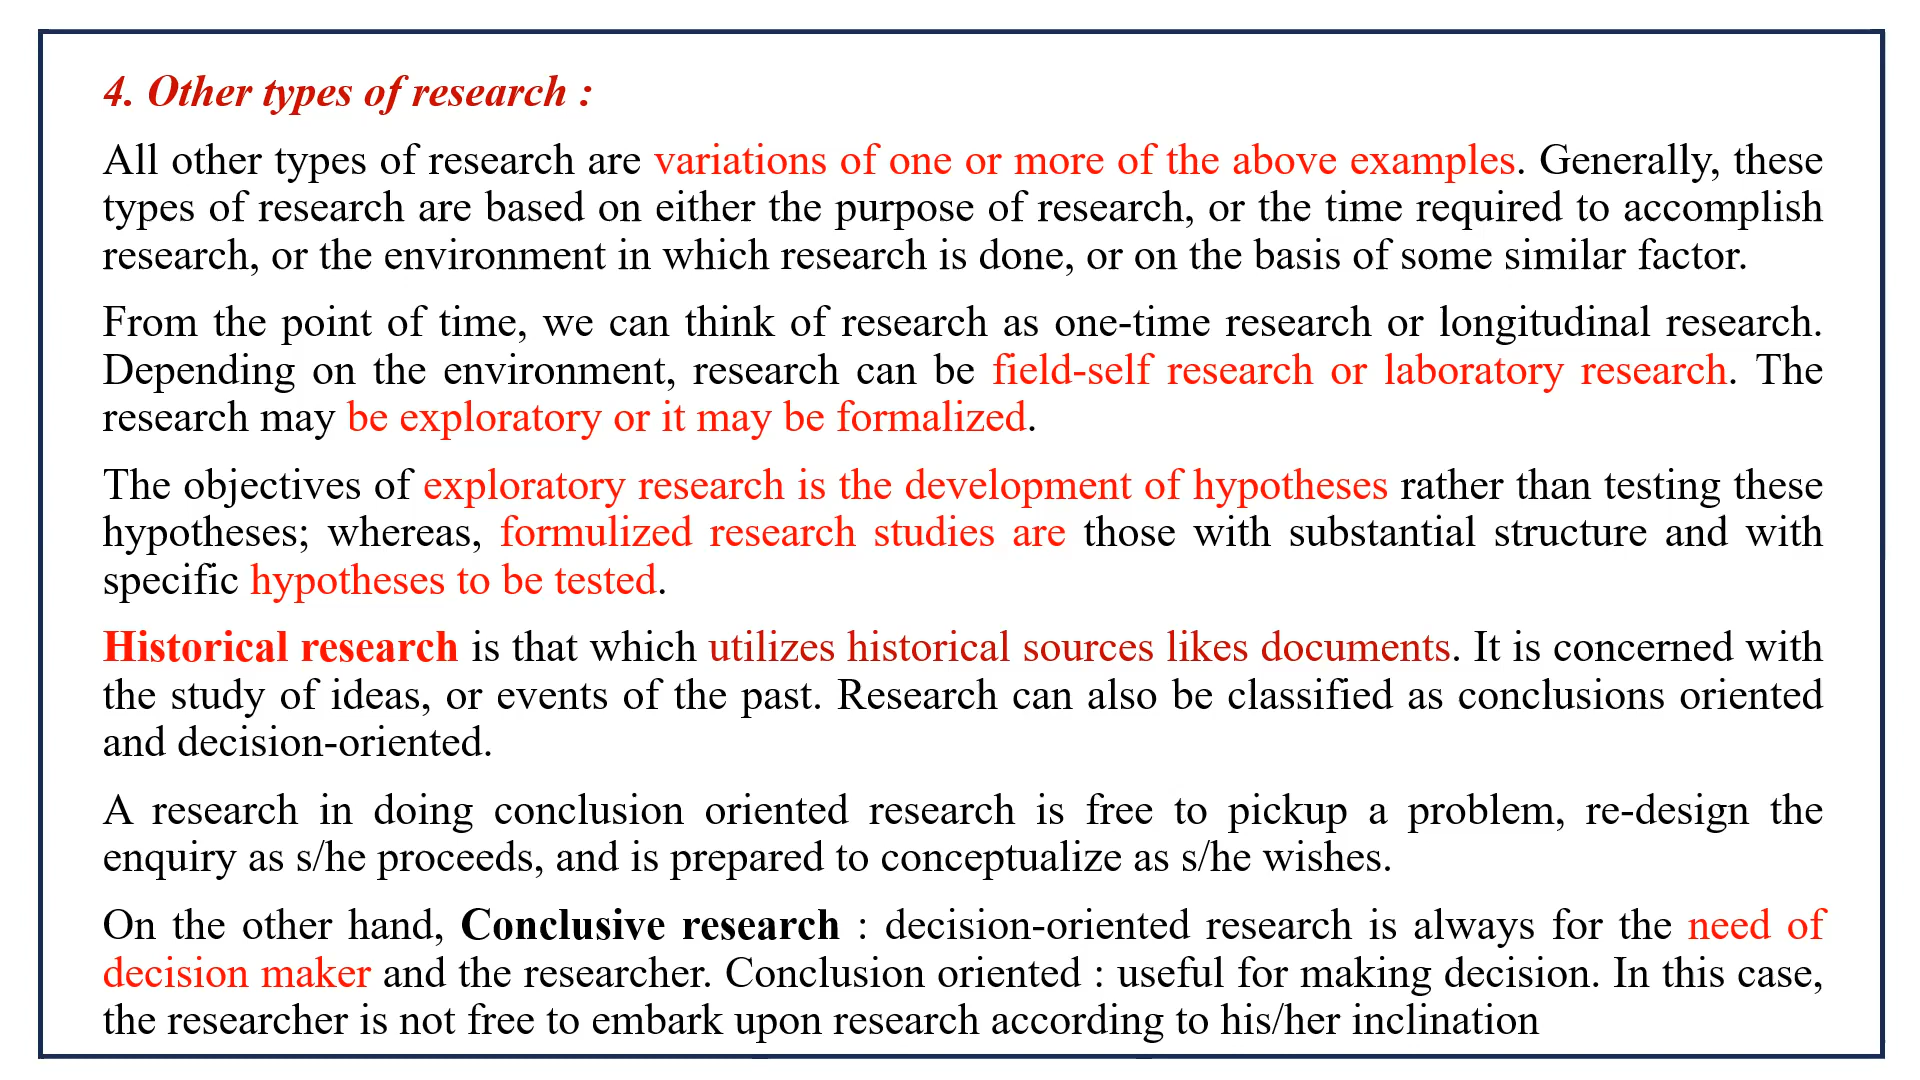 4. Other types of research :
All other types of research are variations of one or more of the above examples. Generally, these
types of research are based on either the purpose of research, or the time required to accomplish
research, or the environment in which research is done, or on the basis of some similar factor.
From the point of time, we can think of research as one-time research or longitudinal research.
Depending on the environment, research can be field-self research or laboratory research. The
research may be exploratory or it may be formalized.
The objectives of exploratory research is the development of hypotheses rather than testing these
hypotheses; whereas, formulized research studies are those with substantial structure and with
specific hypotheses to be tested.
Historical research is that which utilizes historical sources likes documents. It is concerned with
the study of ideas, or events of the past. Research can also be classified as conclusions oriented
and decision-oriented.
A research in doing conclusion oriented research is free to pickup a problem, re-design the
enquiry as s/he proceeds, and is prepared to conceptualize as s/he wishes.
On the other hand, Conclusive research : decision-oriented research is always for the need of
decision maker and the researcher. Conclusion oriented : useful for making decision. In this case,
the researcher is not free to embark upon research according to his/her inclination